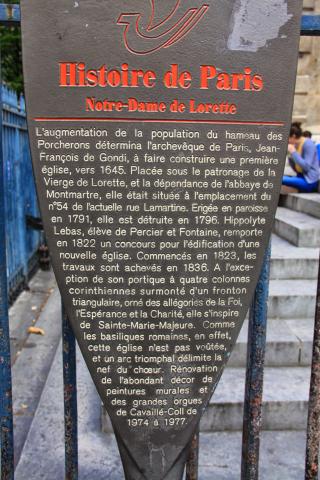 Histoire de Paris
Notre-Dame de Lorette
L'augmentation de la population du hameau des
Porcherons détermina l'archevêque de Paris, Jean-
François de Gondi, à faire construire une première
église, vers 1645. Placée sous le patronage de la
Vierge de Lorette, et la dépendance de l'abbaye de
Montmartre, elle était située à l'emplacement du
n°54 de l'actuelle rue Lamartine. Erigée en paroisse
en 1791, elle est détruite en 1796. Hippolyte
Lebas, élève de Percier et Fontaine, remporte
en 1822 un concours pour l'édification d'une
nouvelle église. Commencés en 1823, les
travaux sont achevés en 1836. A l'excep-
tion de son portique à quatre colonnes
corinthiennes surmonté d'un fronton
triangulaire, orné des allégories de la Foi,
l'Espérance et la Charité, elle s'inspire
de Sainte-Marie-Majeure. Comme
les basiliques romaines, en effet,
cette église n'est pas voûtée,
et un arc triomphal délimite la
nef du chœur. Rénovation
de l'abondant décor de
peintures murales et
des grandes orgues
de Cavaillé-Coll de
1974 à 1977.